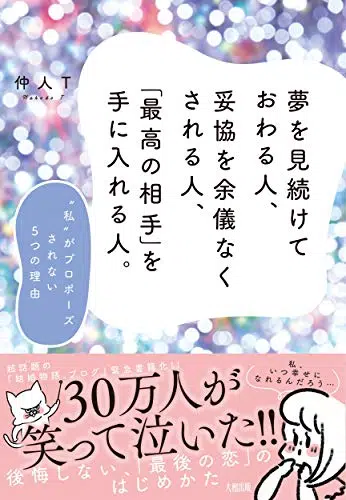 夢を見続けて
おわる人、
妥協を余儀なく
される人、
「最高の相手」を
手に入れる人。
“私”がプロポーズ
されない
5つの理由
仲人T
Nakodo T
超話題の
「結婚物語。ブログ」緊急書籍化!
30万人が
笑って泣いた!!
後悔しない、「最後の恋」の
はじめかた
私、
いつ幸せに
なれるんだろう…
大和出版